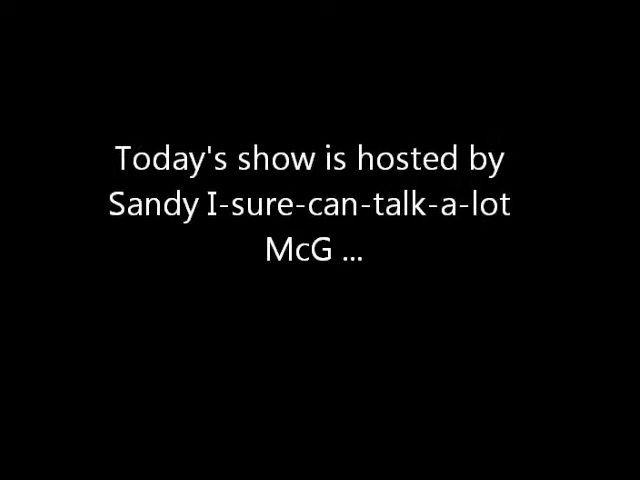 Today's show is hosted by
Sandy I-sure-can-talk-a-lot
McG ...